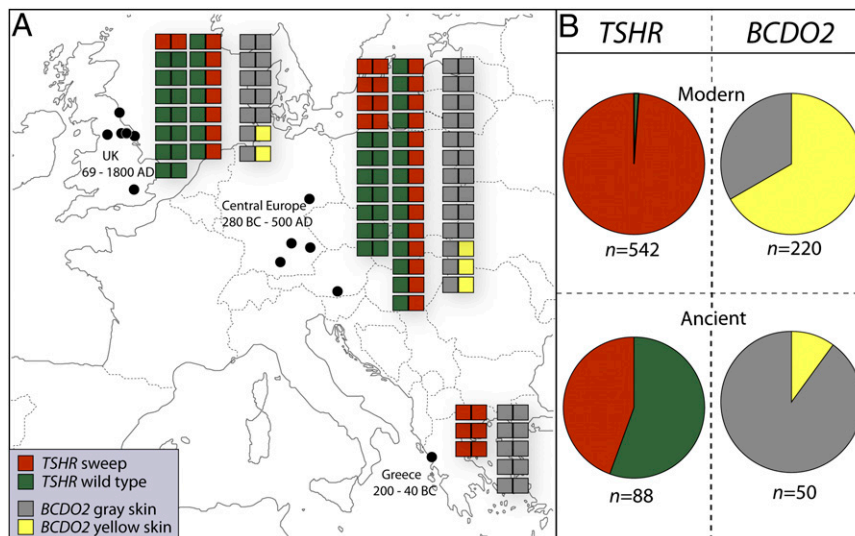 A
UK
69 - 1800 AD
Central Europe
280 BC - 500 AD
Greece
200 - 40 BC
TSHR sweep
TSHR wild type
BCDO2 gray skin
BCDO2 yellow skin
B
TSHR BCDO2
Modern
n=542 n=220
Ancient
n=88 n=50